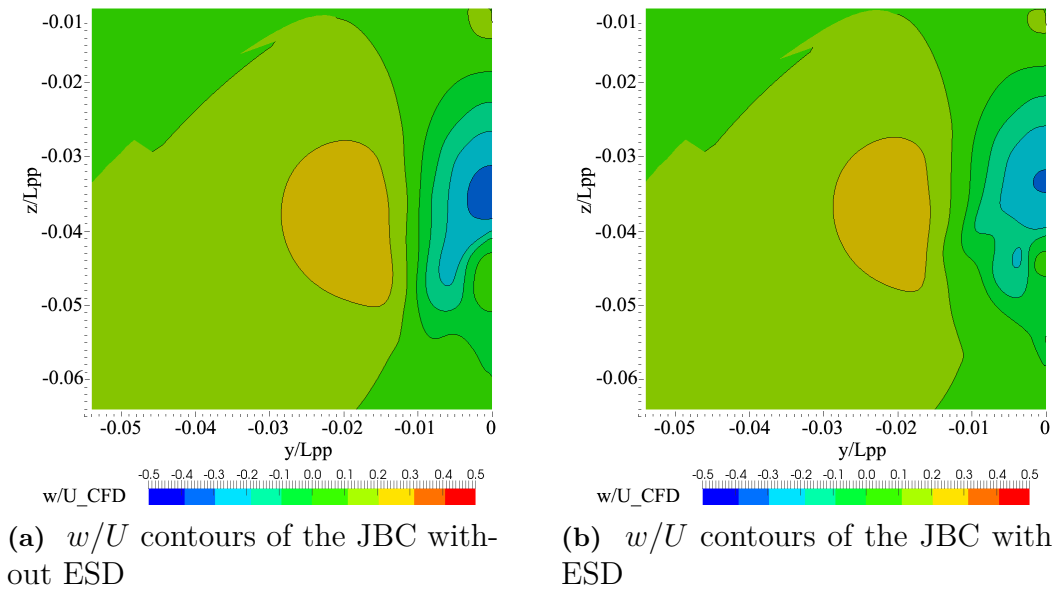 -0.01
-0.02
-0.03
-0.04
-0.05
-0.06
z/Lpp
-0.05 -0.04 -0.03 -0.02 -0.01 0
y/Lpp
-0.5 -0.4 -0.3 -0.2 -0.1 0.0 0.1 0.2 0.3 0.4 0.5
w/U_CFD
(a) w/U contours of the JBC with-
out ESD
-0.01
-0.02
-0.03
-0.04
-0.05
-0.06
z/Lpp
-0.05 -0.04 -0.03 -0.02 -0.01 0
y/Lpp
-0.5 -0.4 -0.3 -0.2 -0.1 0.0 0.1 0.2 0.3 0.4 0.5
w/U_CFD
(b) w/U contours of the JBC with
ESD